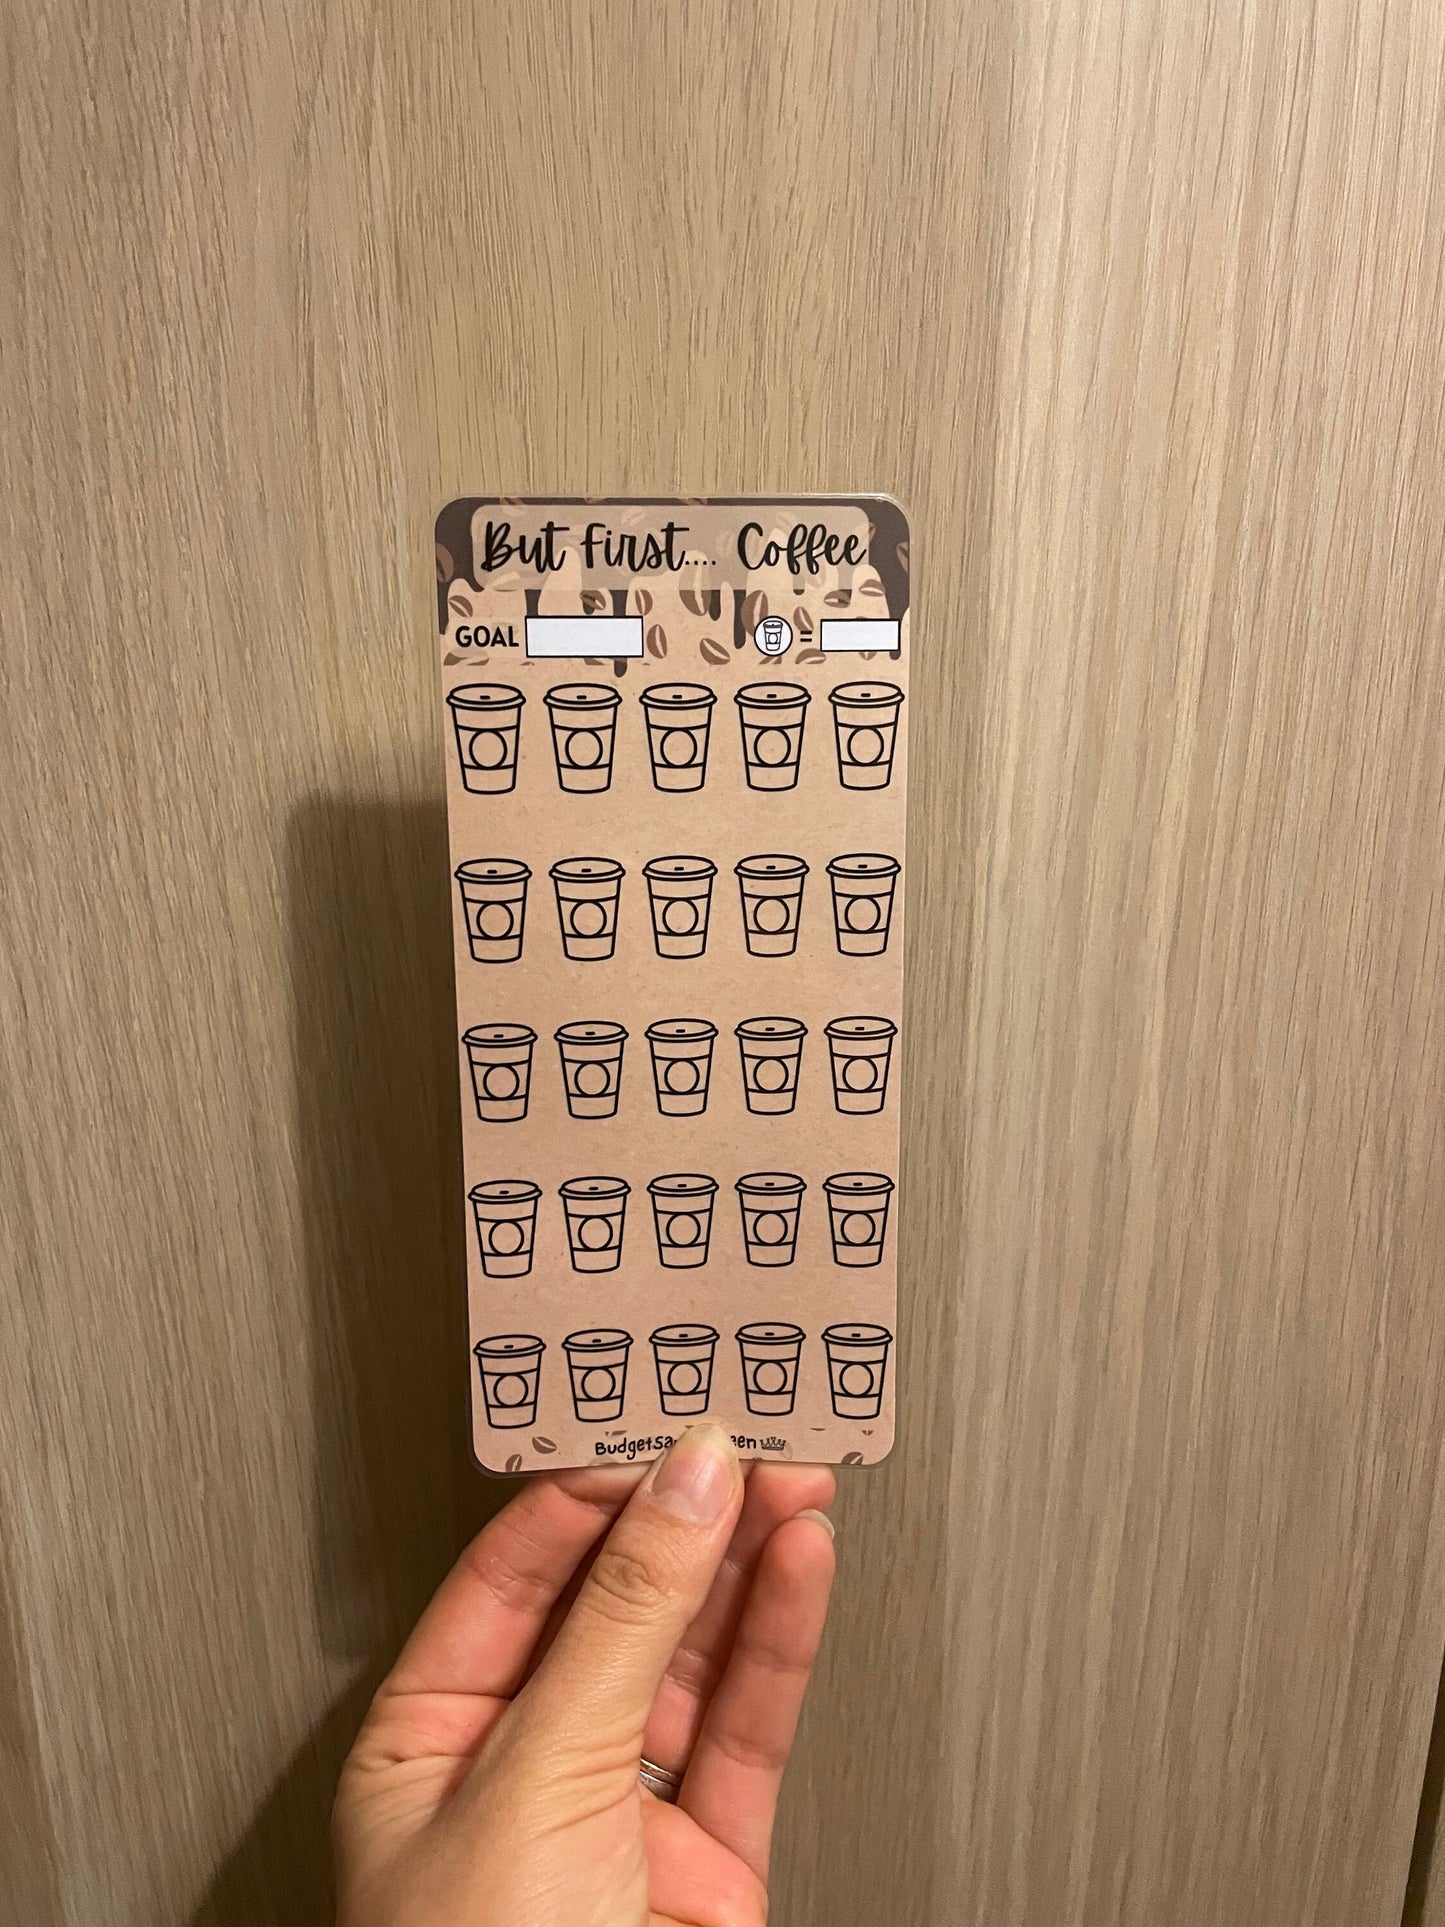 But First.... Coffee
GOAL
=